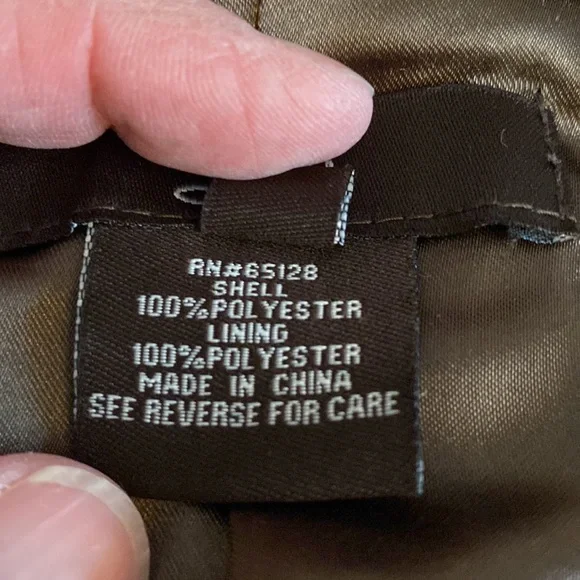 RN#65128
SHELL
100%POLYESTER
LINING
100%POLYESTER
MADE IN CHINA
SEE REVERSE FOR CARE